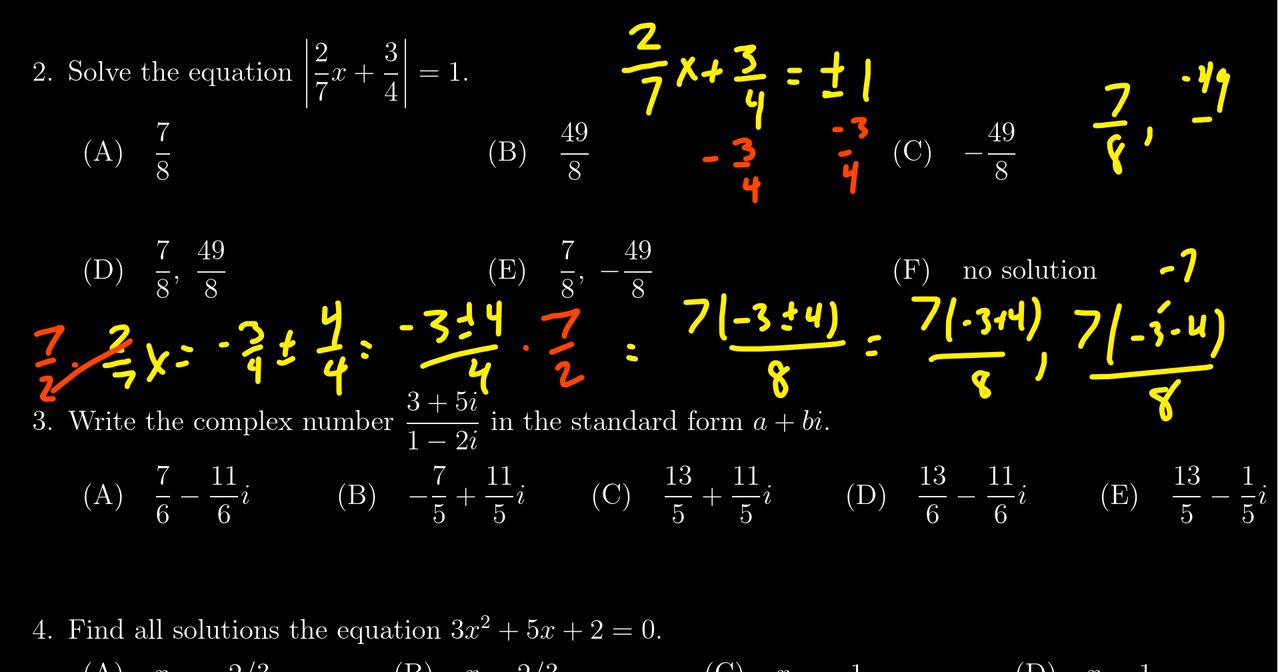 2. Solve the equation |2/7 x + 3/4| = 1.
2/7 x + 3/4 = ± 1
- 3/4 -3/4
7/8, -49
(A) 7/8 (B) 49/8 (C) -49/8
(D) 7/8, 49/8 (E) 7/8, -49/8 (F) no solution
-7
7/2 · 2/7 x = -3/4 ± 4/4 = (-3 ± 4)/4 · 7/2 = 7(-3 ± 4)/8 = 7(-3+4)/8, 7(-3-4)/8
3. Write the complex number (3 + 5i)/(1 − 2i) in the standard form a + bi.
(A) 7/6 − 11/6 i (B) −7/5 + 11/5 i (C) 13/5 + 11/5 i (D) 13/6 − 11/6 i (E) 13/5 − 1/5 i
4. Find all solutions the equation 3x² + 5x + 2 = 0.